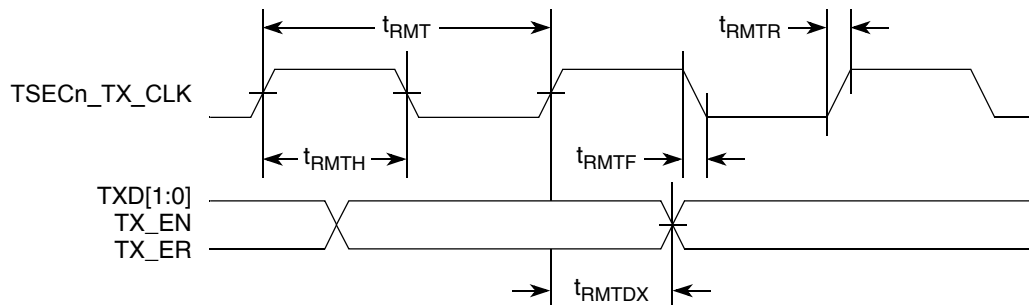 tRMT
tRMTR
TSECn_TX_CLK
tRMTH
tRMTF
TXD[1:0]
TX_EN
TX_ER
tRMTDX